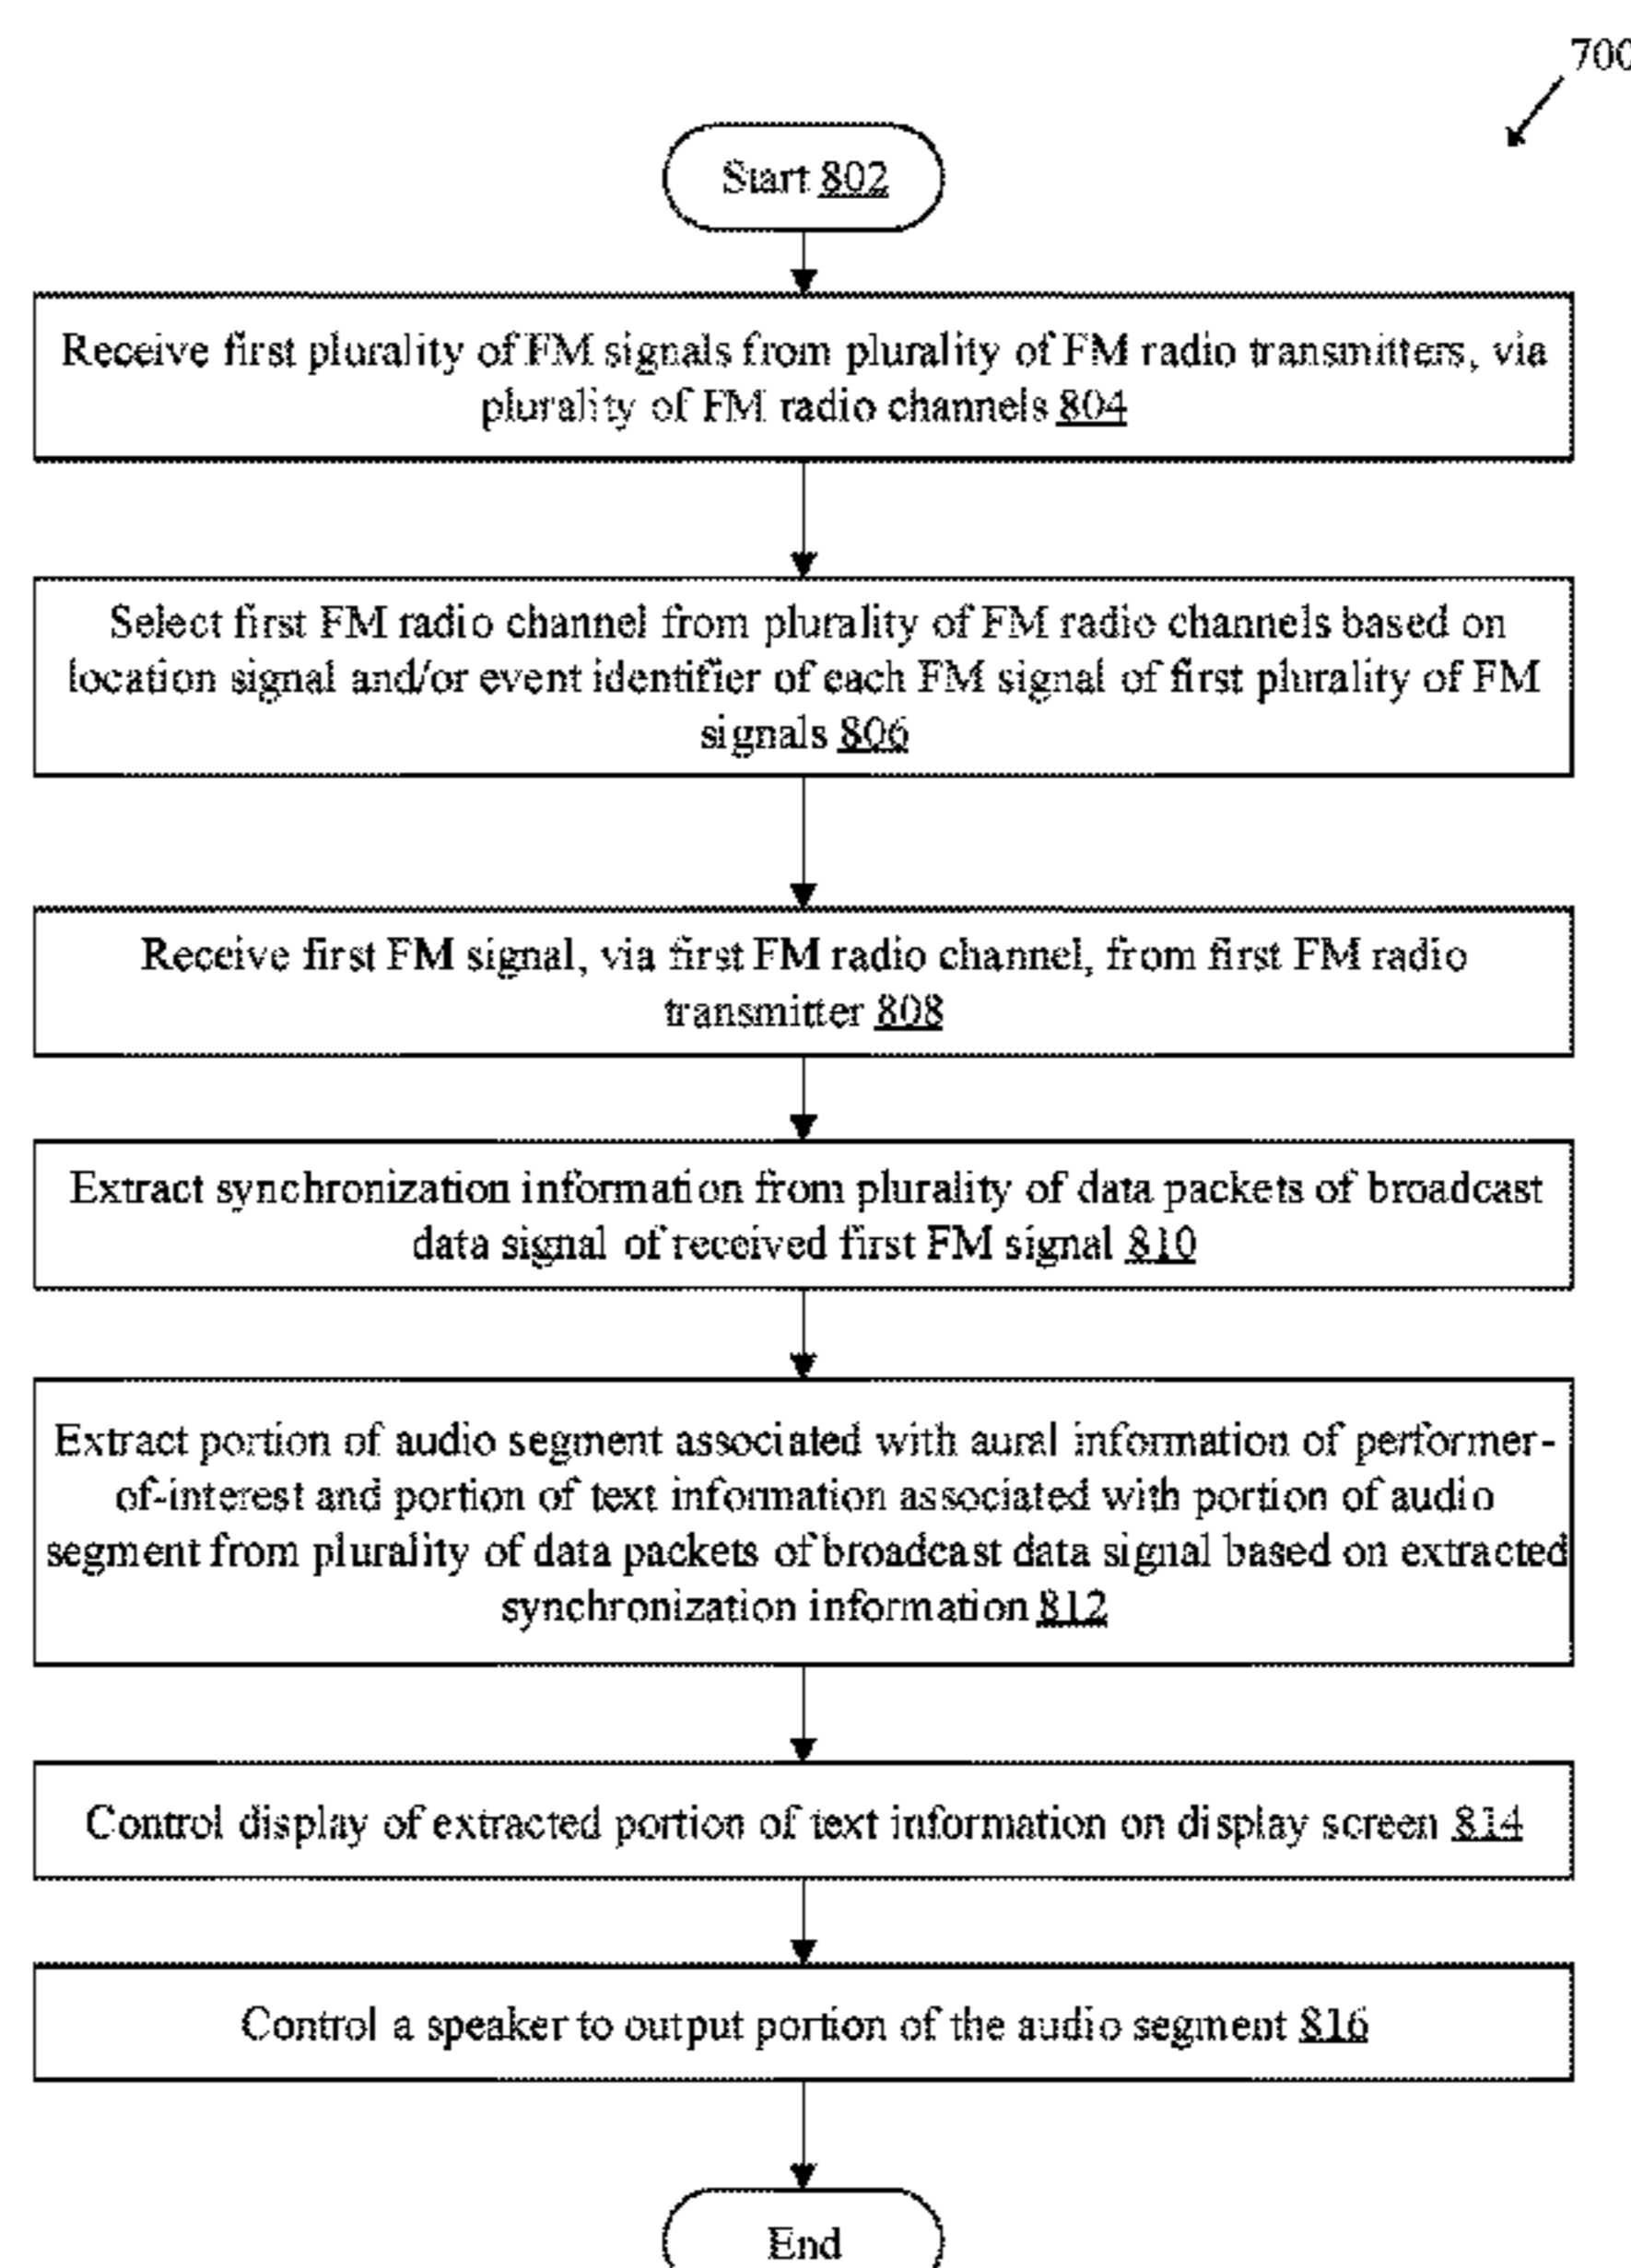 700
Start 802
Receive first plurality of FM signals from plurality of FM radio transmitters, via
plurality of FM radio channels 804
Select first FM radio channel from plurality of FM radio channels based on
location signal and/or event identifier of each FM signal of first plurality of FM
signals 806
Receive first FM signal, via first FM radio channel, from first FM radio
transmitter 808
Extract synchronization information from plurality of data packets of broadcast
data signal of received first FM signal 810
Extract portion of audio segment associated with aural information of performer-
of-interest and portion of text information associated with portion of audio
segment from plurality of data packets of broadcast data signal based on extracted
synchronization information 812
Control display of extracted portion of text information on display screen 814
Control a speaker to output portion of the audio segment 816
End